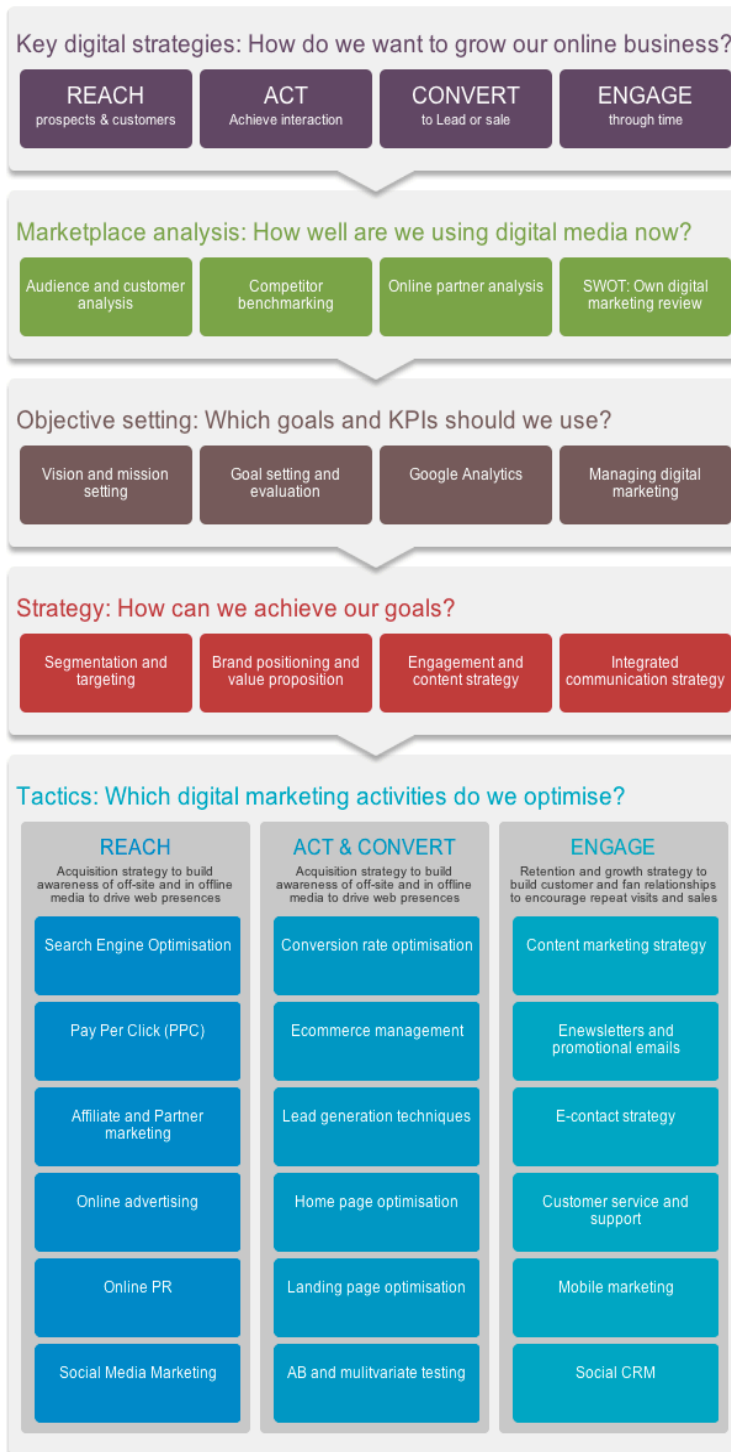 Key digital strategies: How do we want to grow our online business?
REACH
prospects & customers
ACT
Achieve interaction
CONVERT
to Lead or sale
ENGAGE
through time
Marketplace analysis: How well are we using digital media now?
Audience and customer
analysis
Competitor
benchmarking
Online partner analysis
SWOT: Own digital
marketing review
Objective setting: Which goals and KPIs should we use?
Vision and mission
setting
Goal setting and
evaluation
Google Analytics
Managing digital
marketing
Strategy: How can we achieve our goals?
Segmentation and
targeting
Brand positioning and
value proposition
Engagement and
content strategy
Integrated
communication strategy
Tactics: Which digital marketing activities do we optimise?
REACH
Acquisition strategy to build
awareness of off-site and in offline
media to drive web presences
Search Engine Optimisation
Pay Per Click (PPC)
Affiliate and Partner
marketing
Online advertising
Online PR
Social Media Marketing
ACT & CONVERT
Acquisition strategy to build
awareness of off-site and in offline
media to drive web presences
Conversion rate optimisation
Ecommerce management
Lead generation techniques
Home page optimisation
Landing page optimisation
AB and mulitvariate testing
ENGAGE
Retention and growth strategy to
build customer and fan relationships
to encourage repeat visits and sales
Content marketing strategy
Enewsletters and
promotional emails
E-contact strategy
Customer service and
support
Mobile marketing
Social CRM